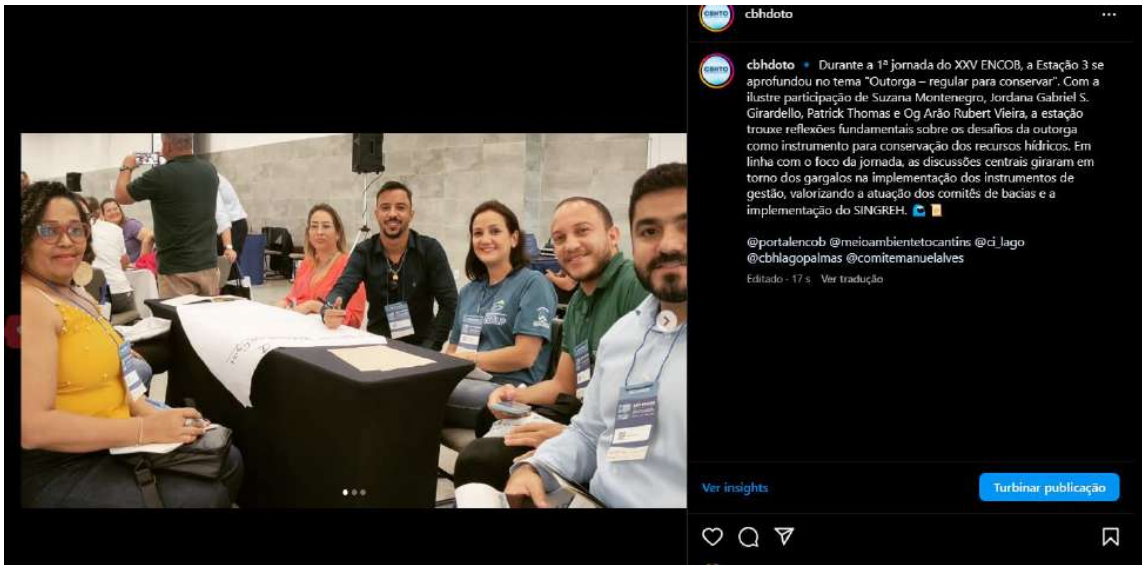 cbhdoto
cbhdoto 🔹 Durante a 1ª jornada do XXV ENCOB, a Estação 3 se
aprofundou no tema "Outorga – regular para conservar". Com a
ilustre participação de Suzana Montenegro, Jordana Gabriel S.
Girardello, Patrick Thomas e Og Arão Rubert Vieira, a estação
trouxe reflexões fundamentais sobre os desafios da outorga
como instrumento para conservação dos recursos hídricos. Em
linha com o foco da jornada, as discussões centrais giraram em
torno dos gargalos na implementação dos instrumentos de
gestão, valorizando a atuação dos comitês de bacias e a
implementação do SINGREH. 🌊 📜
@portalencob @meioambientetocantins @ci_lago
@cbhlagopalmas @comitemanuelalves
Editado · 17 s Ver tradução
Ver insights
Turbinar publicação